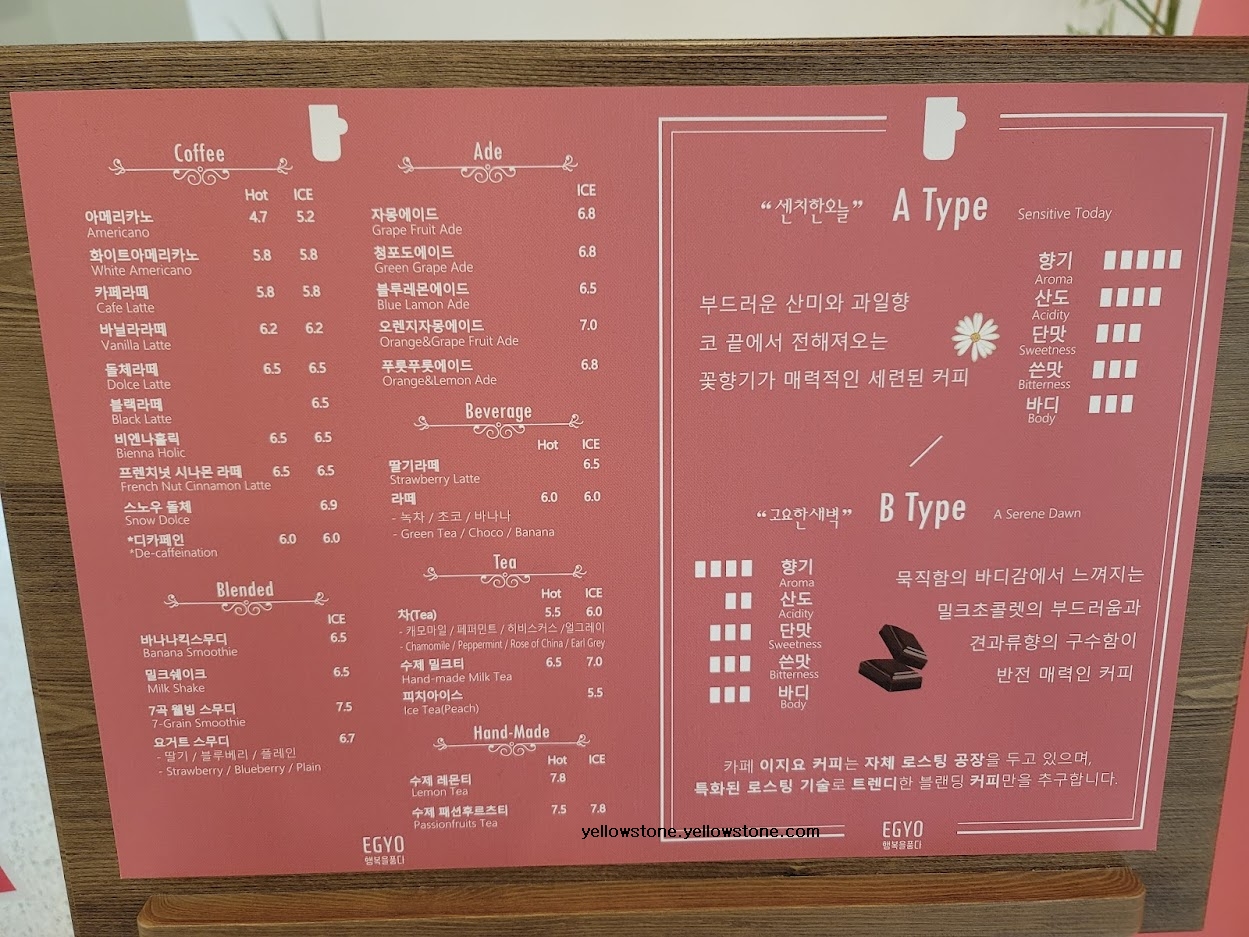 Coffee
Hot ICE
아메리카노 4.7 5.2
Americano
화이트아메리카노 5.8 5.8
White Americano
카페라떼 5.8 5.8
Cafe Latte
바닐라라떼 6.2 6.2
Vanilla Latte
돌체라떼 6.5 6.5
Dolce Latte
블랙라떼 6.5
Black Latte
비엔나홀릭 6.5 6.5
Bienna Holic
프렌치넛 시나몬 라떼 6.5 6.5
French Nut Cinnamon Latte
스노우 돌체 6.9
Snow Dolce
*디카페인 6.0 6.0
*De-caffeination
Blended
ICE
바나나킥스무디 6.5
Banana Smoothie
밀크쉐이크 6.5
Milk Shake
7곡 웰빙 스무디 7.5
7-Grain Smoothie
요거트 스무디 6.7
- 딸기 / 블루베리 / 플레인
- Strawberry / Blueberry / Plain
Ade
ICE
자몽에이드 6.8
Grape Fruit Ade
청포도에이드 6.8
Green Grape Ade
블루레몬에이드 6.5
Blue Lamon Ade
오렌지자몽에이드 7.0
Orange&Grape Fruit Ade
푸룻푸룻에이드 6.8
Orange&Lemon Ade
Beverage
Hot ICE
딸기라떼 6.5
Strawberry Latte
라떼 6.0 6.0
- 녹차 / 초코 / 바나나
- Green Tea / Choco / Banana
Tea
Hot ICE
차(Tea) 5.5 6.0
- 캐모마일 / 페퍼민트 / 히비스커스 /얼그레이
- Chamomile / Peppermint / Rose of China / Earl Grey
수제 밀크티 6.5 7.0
Hand-made Milk Tea
피치아이스 5.5
Ice Tea(Peach)
Hand-Made
Hot ICE
수제 레몬티 7.8
Lemon Tea
수제 패션후르츠티 7.5 7.8
Passionfruits Tea
EGYO
행복을품다
“센치한오늘” A Type Sensitive Today
부드러운 산미와 과일향
코 끝에서 전해져오는
꽃향기가 매력적인 세련된 커피
향기
Aroma
산도
Acidity
단맛
Sweetness
쓴맛
Bitterness
바디
Body
“고요한새벽” B Type A Serene Dawn
향기
Aroma
산도
Acidity
단맛
Sweetness
쓴맛
Bitterness
바디
Body
묵직함의 바디감에서 느껴지는
밀크초콜렛의 부드러움과
견과류향의 구수함이
반전 매력인 커피
카페 이지요 커피는 자체 로스팅 공장을 두고 있으며,
특화된 로스팅 기술로 트렌디한 블랜딩 커피만을 추구합니다.
EGYO
행복을품다
yellowstone.yellowstone.com